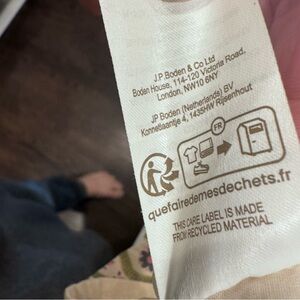 J.P. Boden & Co Ltd
Boden House, 114-120 Victoria Road,
London, NW10 6NY
JP Boden (Netherlands) BV
Konnetlaantje 4, 1435HW Rijsenhout
FR
quefairedemesdechets.fr
THIS CARE LABEL IS MADE
FROM RECYCLED MATERIAL